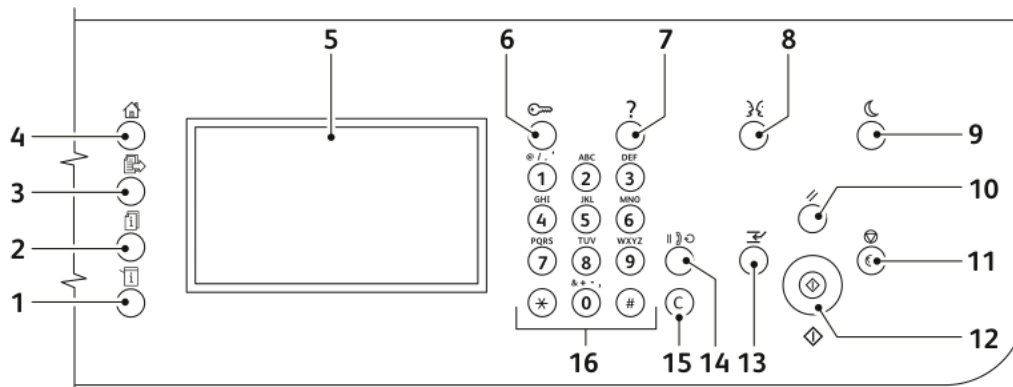 5
6
7
8
?
4
9
@ / . ' ABC DEF
1 2 3
3
10
GHI JKL MNO
4 5 6
2
PQRS TUV WXYZ
7 8 9
11
i
& + - ,
1
* 0 #
C
12
16 15 14 13